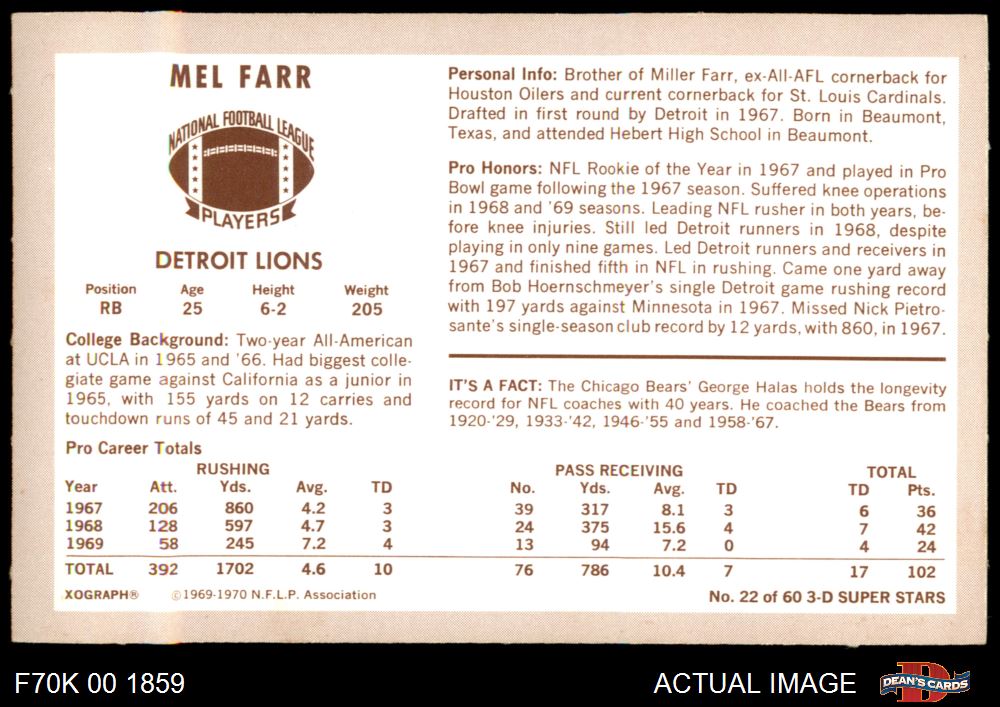 MEL FARR
NATIONAL FOOTBALL LEAGUE
PLAYERS
DETROIT LIONS
Position Age Height Weight
RB 25 6-2 205
College Background: Two-year All-American
at UCLA in 1965 and '66. Had biggest colle-
giate game against California as a junior in
1965, with 155 yards on 12 carries and
touchdown runs of 45 and 21 yards.
Personal Info: Brother of Miller Farr, ex-All-AFL cornerback for
Houston Oilers and current cornerback for St. Louis Cardinals.
Drafted in first round by Detroit in 1967. Born in Beaumont,
Texas, and attended Hebert High School in Beaumont.
Pro Honors: NFL Rookie of the Year in 1967 and played in Pro
Bowl game following the 1967 season. Suffered knee operations
in 1968 and '69 seasons. Leading NFL rusher in both years, be-
fore knee injuries. Still led Detroit runners in 1968, despite
playing in only nine games. Led Detroit runners and receivers in
1967 and finished fifth in NFL in rushing. Came one yard away
from Bob Hoernschmeyer's single Detroit game rushing record
with 197 yards against Minnesota in 1967. Missed Nick Pietro-
sante's single-season club record by 12 yards, with 860, in 1967.
IT'S A FACT: The Chicago Bears' George Halas holds the longevity
record for NFL coaches with 40 years. He coached the Bears from
1920-'29, 1933-'42, 1946-'55 and 1958-'67.
Pro Career Totals
RUSHING PASS RECEIVING TOTAL
Year Att. Yds. Avg. TD No. Yds. Avg. TD TD Pts.
1967 206 860 4.2 3 39 317 8.1 3 6 36
1968 128 597 4.7 3 24 375 15.6 4 7 42
1969 58 245 7.2 4 13 94 7.2 0 4 24
TOTAL 392 1702 4.6 10 76 786 10.4 7 17 102
XOGRAPH® ©1969-1970 N.F.L.P. Association No. 22 of 60 3-D SUPER STARS
F70K 00 1859 ACTUAL IMAGE D DEAN'S CARDS